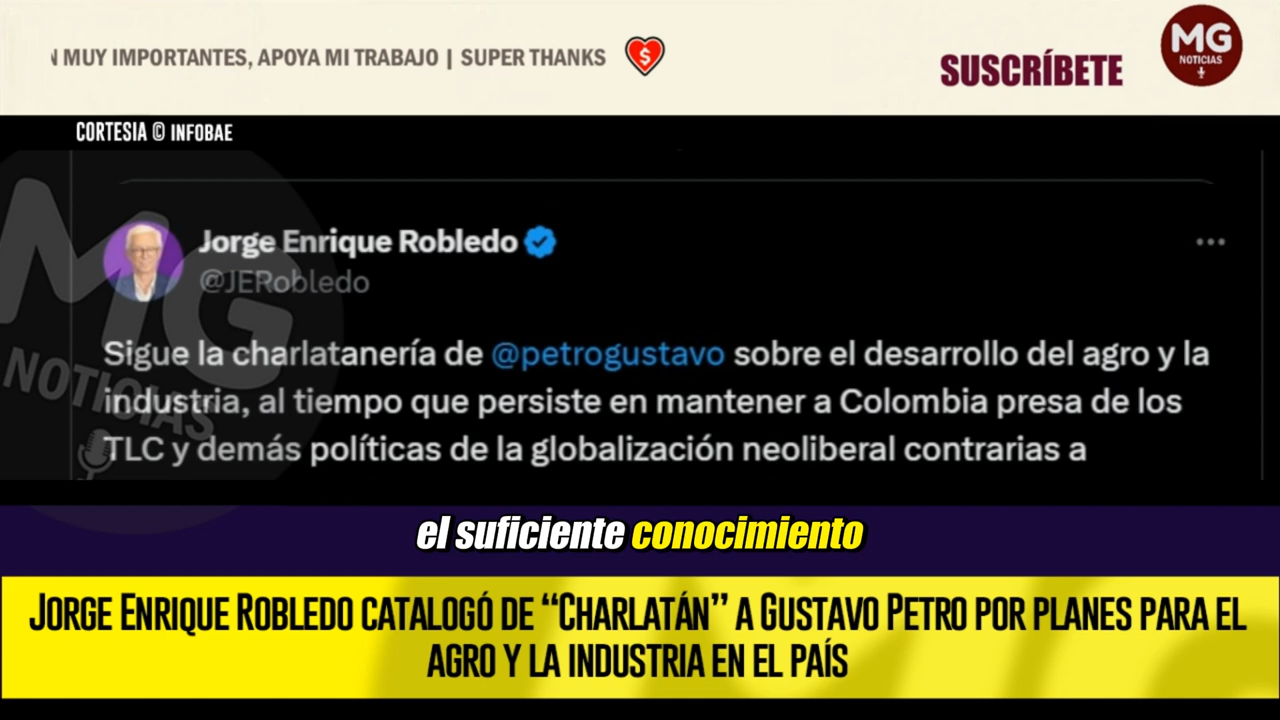 N MUY IMPORTANTES, APOYA MI TRABAJO | SUPER THANKS
SUSCRÍBETE
MG
NOTICIAS
CORTESIA © INFOBAE
MG
NOTICIAS
Jorge Enrique Robledo
@JERobledo
Sigue la charlatanería de @petrogustavo sobre el desarrollo del agro y la
industria, al tiempo que persiste en mantener a Colombia presa de los
TLC y demás políticas de la globalización neoliberal contrarias a
el suficiente conocimiento
JORGE ENRIQUE ROBLEDO CATALOGÓ DE “CHARLATÁN” A GUSTAVO PETRO POR PLANES PARA EL
AGRO Y LA INDUSTRIA EN EL PAÍS